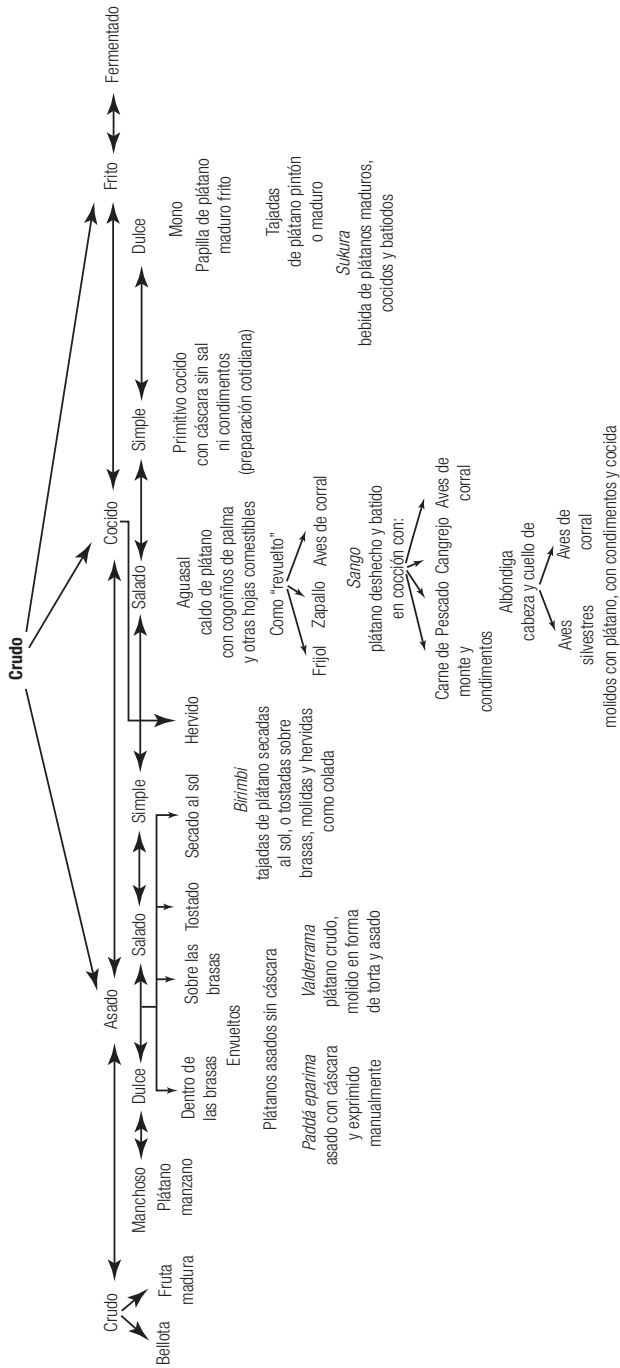 Crudo
Crudo
Asado
Cocido
Frito
Fermentado
Bellota
Fruta
madura
Manchoso
Plátano
manzano
Dulce
Salado
Simple
Salado
Simple
Dulce
Dentro de
las brasas
Sobre las
brasas
Tostado
Secado al sol
Hervido
Envueltos
Plátanos asados sin cáscara
Paddá eparima
asado con cáscara
y exprimido
manualmente
Valderrama
plátano crudo,
molido en forma
de torta y asado
Birimbi
tajadas de plátano secadas
al sol, o tostadas sobre
brasas, molidas y hervidas
como colada
Aguasal
caldo de plátano
con cogoñños de palma
y otras hojas comestibles
Como “revuelto”
Frijol
Zapallo
Aves de corral
Sango
plátano deshecho y batido
en cocción con:
Carne de
monte y
condimentos
Pescado
Cangrejo
Aves de
corral
Albóndiga
cabeza y cuello de
Aves
silvestres
Aves de
corral
molidos con plátano, con condimentos y cocida
Primitivo cocido
con cáscara sin sal
ni condimentos
(preparación cotidiana)
Mono
Papilla de plátano
maduro frito
Tajadas
de plátano pintón
o maduro
Sukura
bebida de plátanos maduros,
cocidos y batiodos